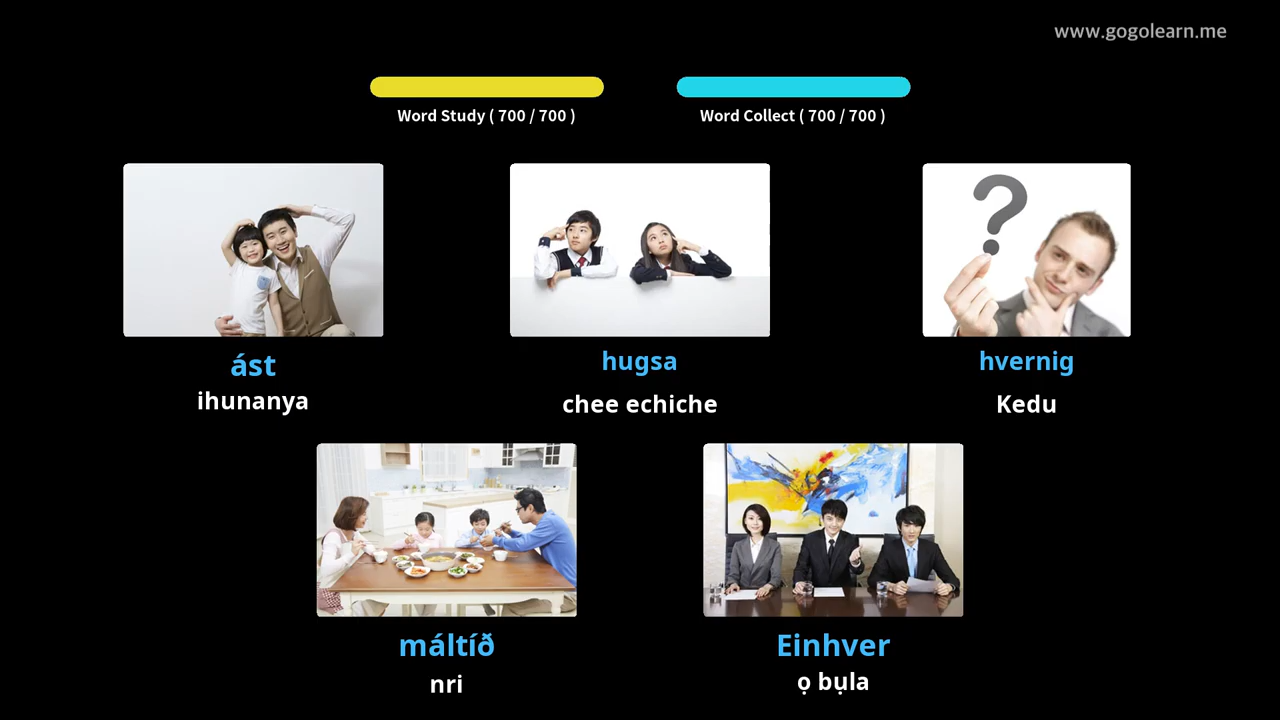 www.gogolearn.me
Word Study ( 700 / 700 )
Word Collect ( 700 / 700 )
ást
ihunanya
hugsa
chee echiche
hvernig
Kedu
máltíð
nri
Einhver
ọ bụla